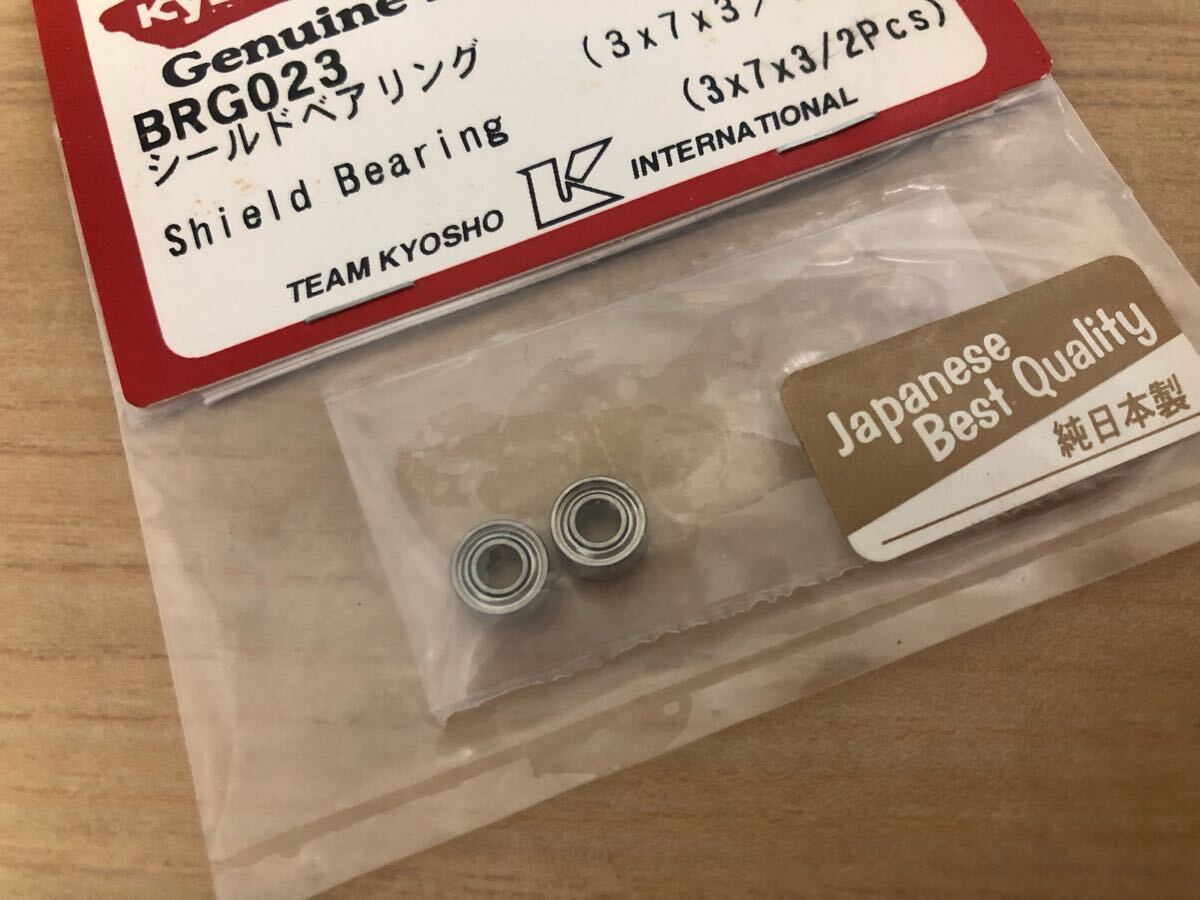 Genuine
BRG023
シールドベアリング (3x7x3/
Shield Bearing (3x7x3/2Pcs)
TEAM KYOSHO K INTERNATIONAL
Japanese
Best Quality
純日本製